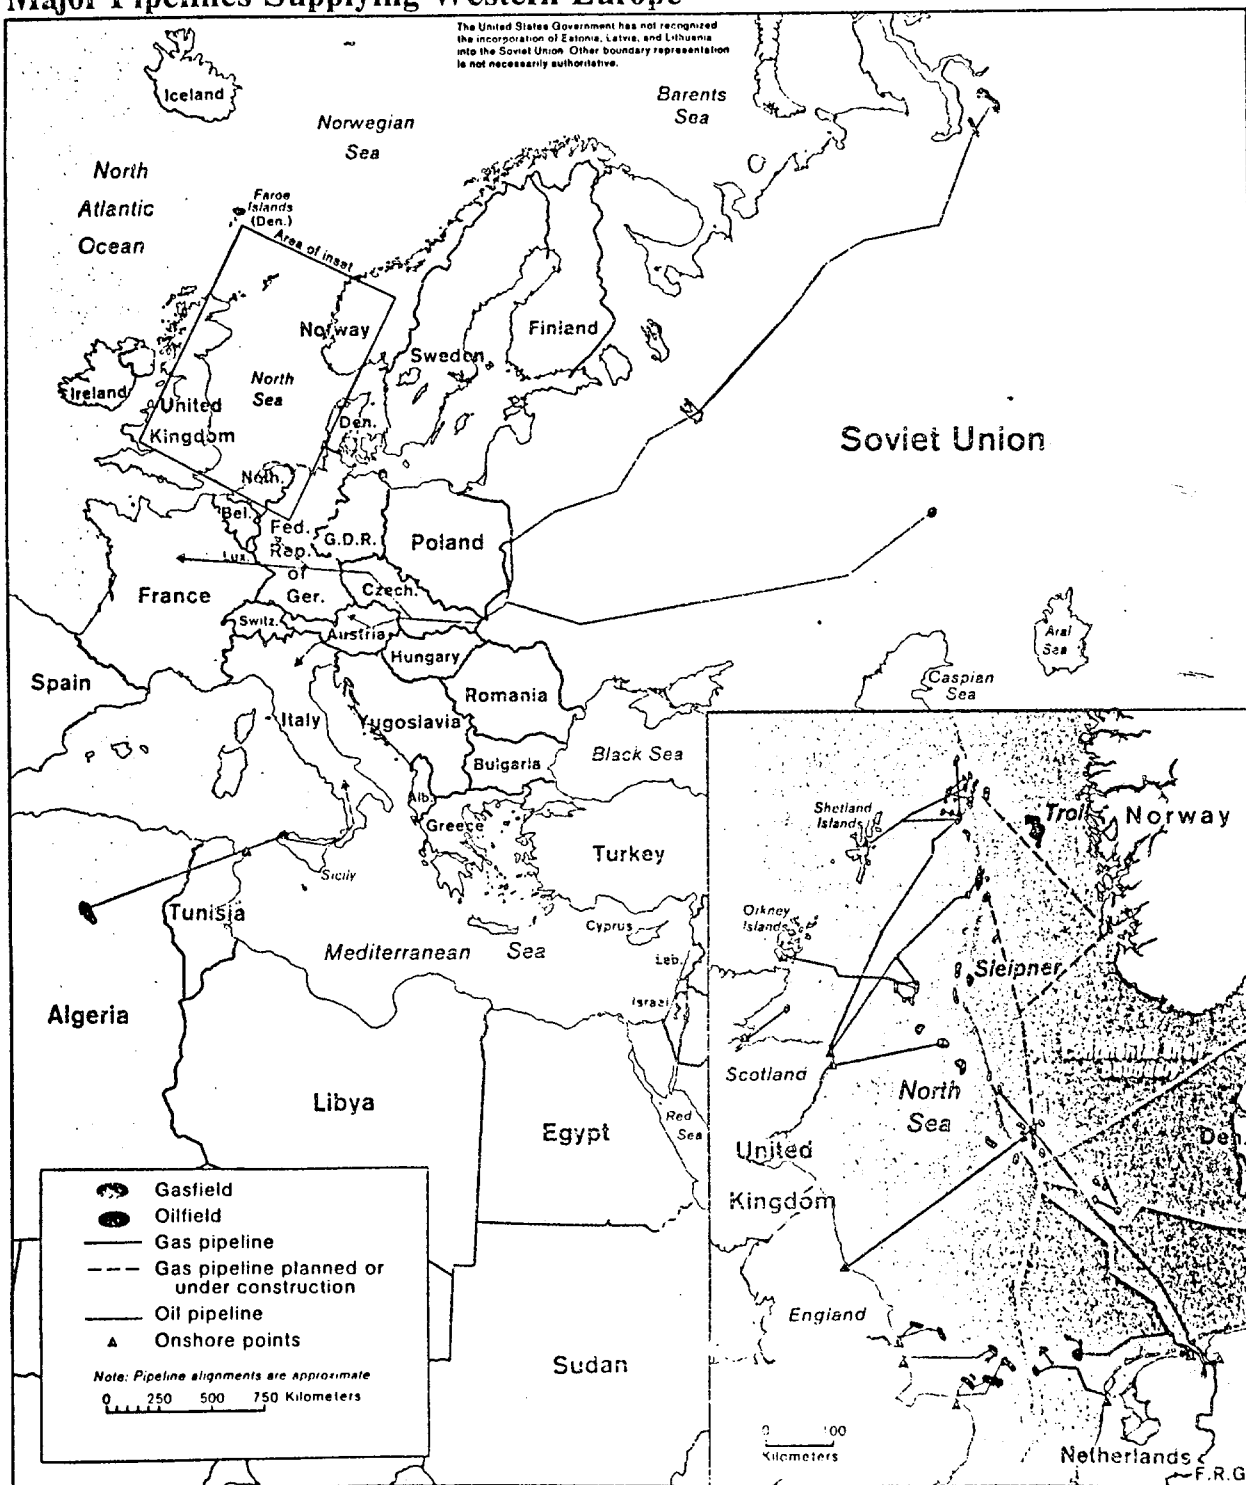 Major Pipelines Supplying Western Europe
The United States Government has not recognized
the incorporation of Estonia, Latvia, and Lithuania
into the Soviet Union. Other boundary representation
is not necessarily authoritative.
Iceland
Norwegian
Sea
Barents
Sea
North
Atlantic
Ocean
Faroe
Islands
(Den.)
Area of inset
Norway
Finland
Sweden
Ireland
North
Sea
United
Kingdom
Den.
Soviet Union
Neth.
Bel.
Fed.
Rep.
of
Ger.
G.D.R.
Poland
Lux.
France
Czech.
Switz.
Austria
Hungary
Aral
Sea
Spain
Romania
Caspian
Sea
Italy
Yugoslavia
Black Sea
Bulgaria
Alb.
Greece
Turkey
Sicily
Tunisia
Cyprus
Mediterranean Sea
Leb.
Israel
Algeria
Libya
Egypt
Red
Sea
Sudan
Gasfield
Oilfield
Gas pipeline
Gas pipeline planned or
under construction
Oil pipeline
Onshore points
Note: Pipeline alignments are approximate
0 250 500 750 Kilometers
Shetland
Islands
Trol
Norway
Orkney
Islands
Sleipner
Scotland
Continental shelf
boundary
North
Sea
Den.
United
Kingdom
England
0 100
Kilometers
Netherlands
F.R.G